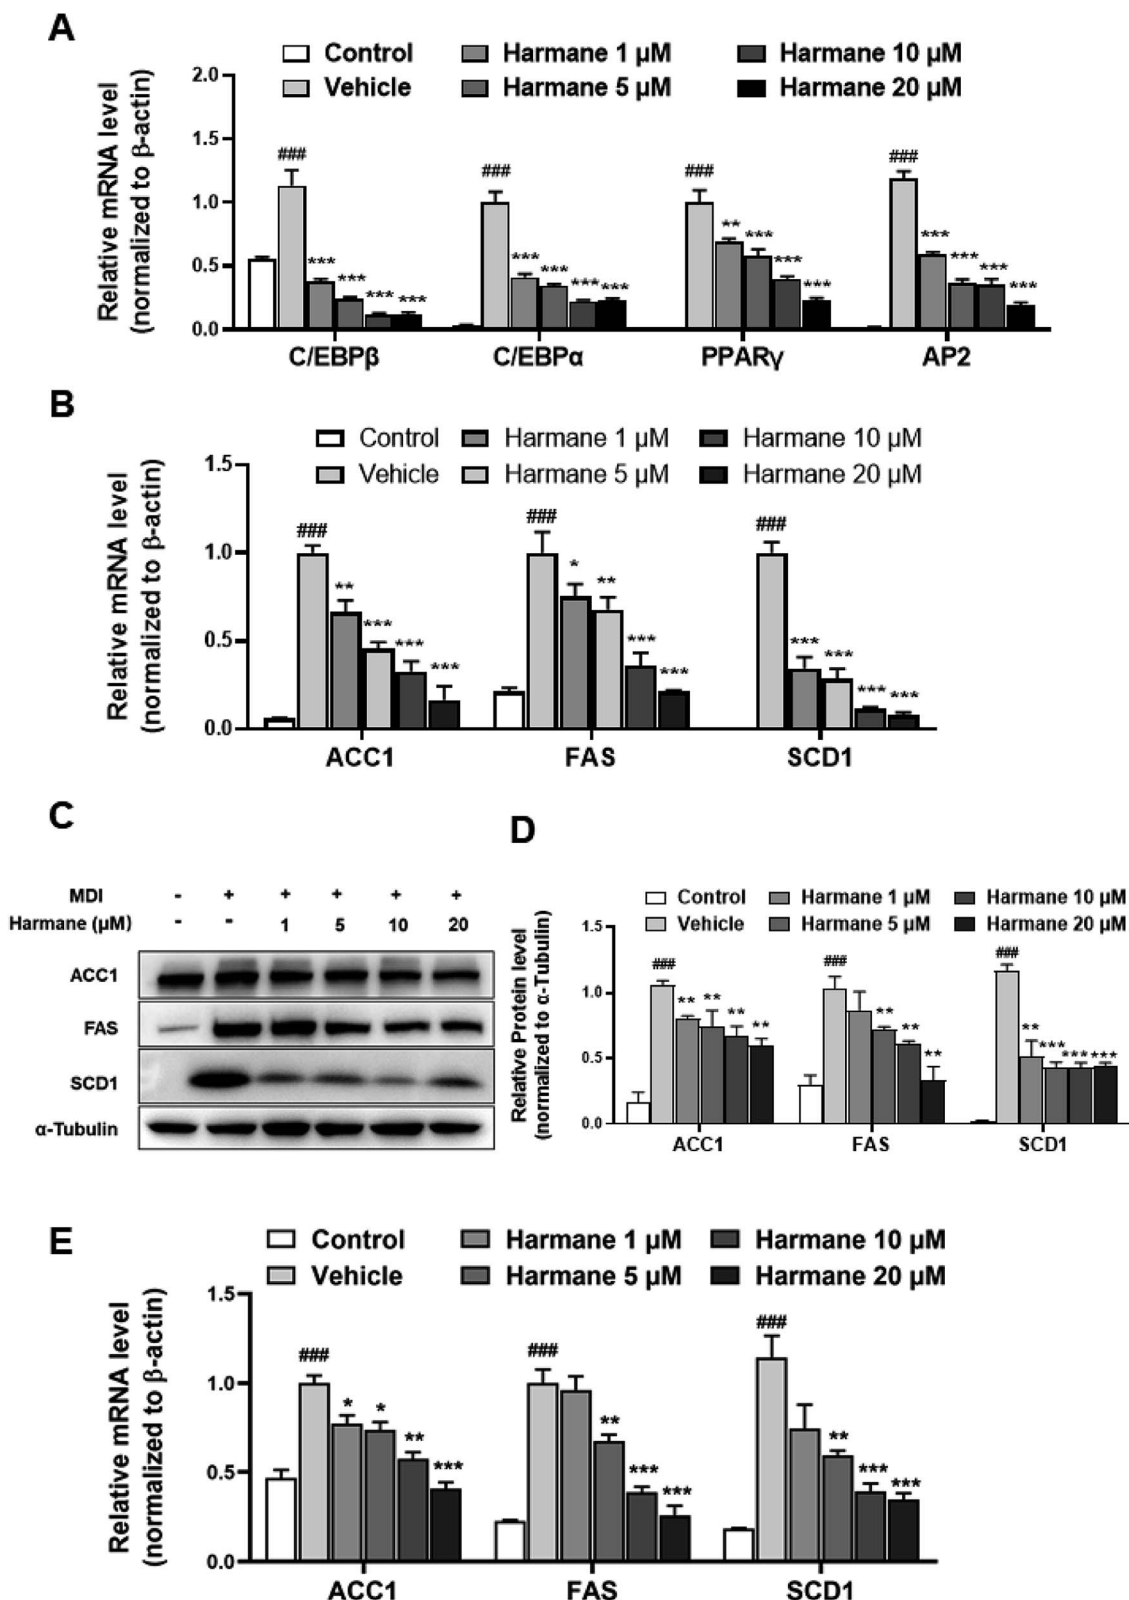 A
Control Harmane 1 µM Harmane 10 µM
Vehicle Harmane 5 µM Harmane 20 µM
Relative mRNA level
(normalized to β-actin)
2.0
1.5
1.0
0.5
0.0
### ### ### ###
*** *** *** ***
*** *** *** ***
** *** *** ***
*** *** *** ***
C/EBPβ C/EBPα PPARγ AP2
B
Control Harmane 1 µM Harmane 10 µM
Vehicle Harmane 5 µM Harmane 20 µM
Relative mRNA level
(normalized to β-actin)
1.5
1.0
0.5
0.0
### ### ###
** *** *** ***
* ** *** ***
*** *** *** ***
ACC1 FAS SCD1
C
MDI - + + + + +
Harmane (µM) - - 1 5 10 20
ACC1
FAS
SCD1
α-Tubulin
D
Control Harmane 1 µM Harmane 10 µM
Vehicle Harmane 5 µM Harmane 20 µM
Relative Protein level
(normalized to α-Tubulin)
1.5
1.0
0.5
0.0
### ### ###
** ** ** **
** ** **
** *** *** ***
ACC1 FAS SCD1
E
Control Harmane 1 µM Harmane 10 µM
Vehicle Harmane 5 µM Harmane 20 µM
Relative mRNA level
(normalized to β-actin)
1.5
1.0
0.5
0.0
### ### ###
* * ** ***
** *** ***
** *** ***
ACC1 FAS SCD1